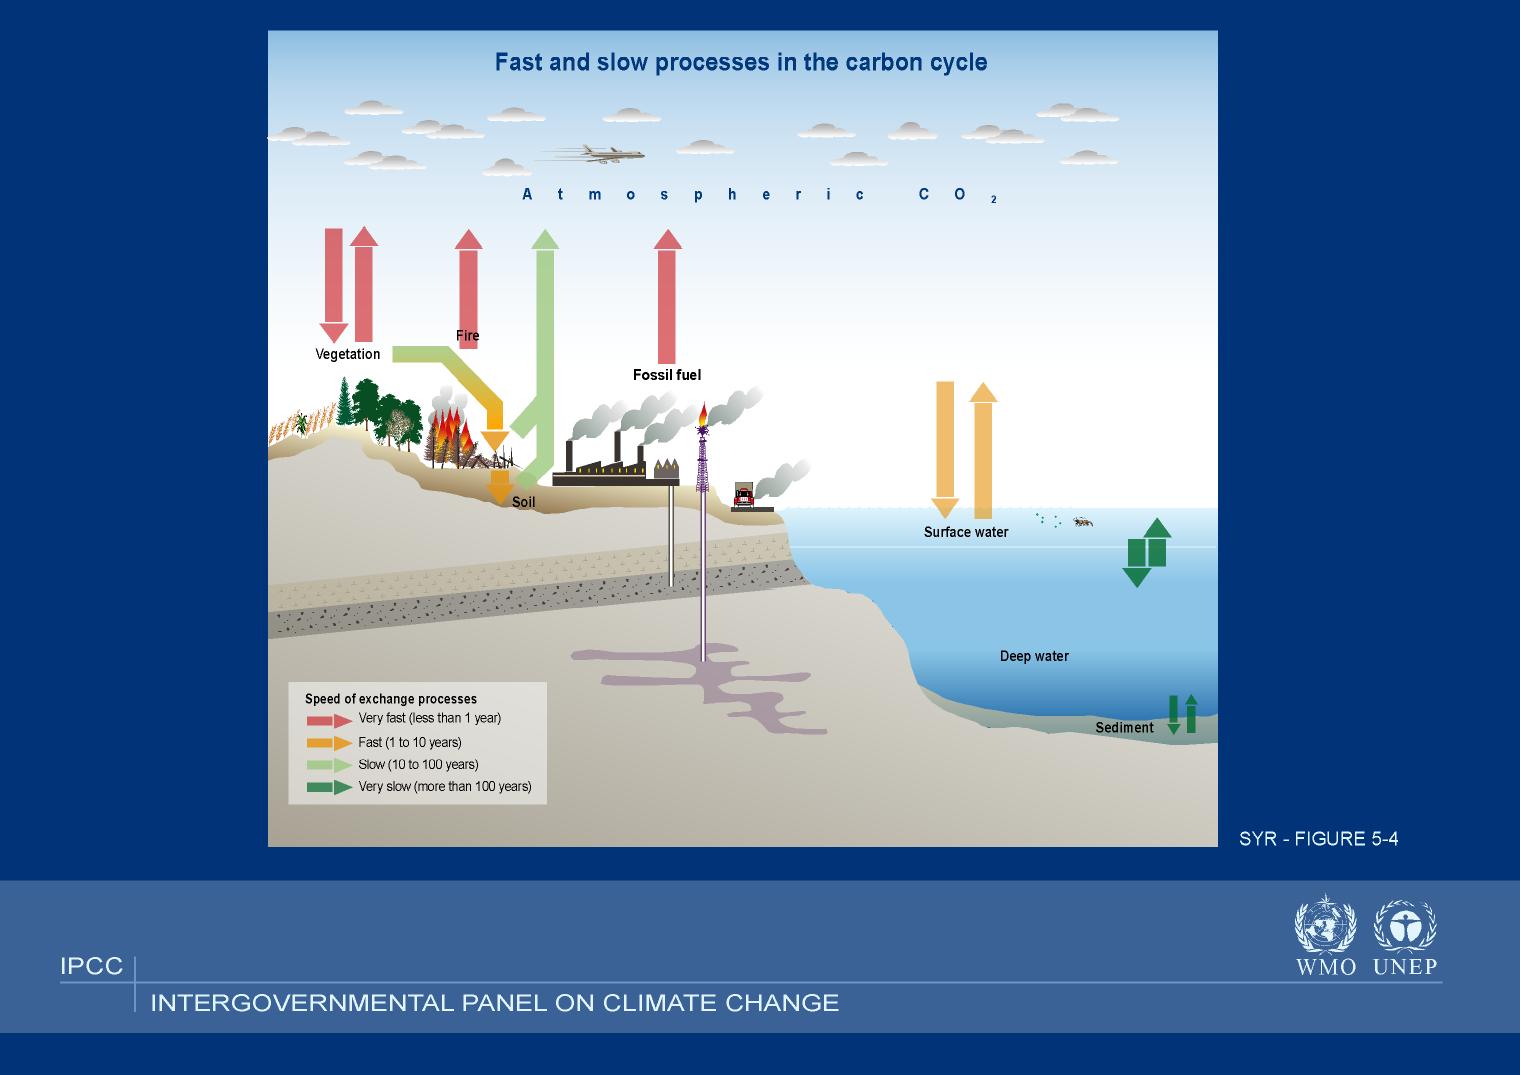 Fast and slow processes in the carbon cycle
Atmospheric CO₂
Fire
Vegetation
Fossil fuel
Soil
Surface water
Deep water
Sediment
Speed of exchange processes
Very fast (less than 1 year)
Fast (1 to 10 years)
Slow (10 to 100 years)
Very slow (more than 100 years)
SYR - FIGURE 5-4
IPCC
INTERGOVERNMENTAL PANEL ON CLIMATE CHANGE
WMO UNEP